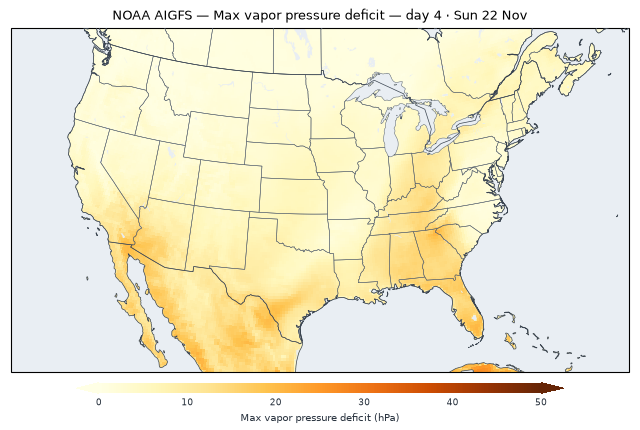 NOAA AIGFS — Max vapor pressure deficit — day 4 · Sun 22 Nov
0 10 20 30 40 50
Max vapor pressure deficit (hPa)